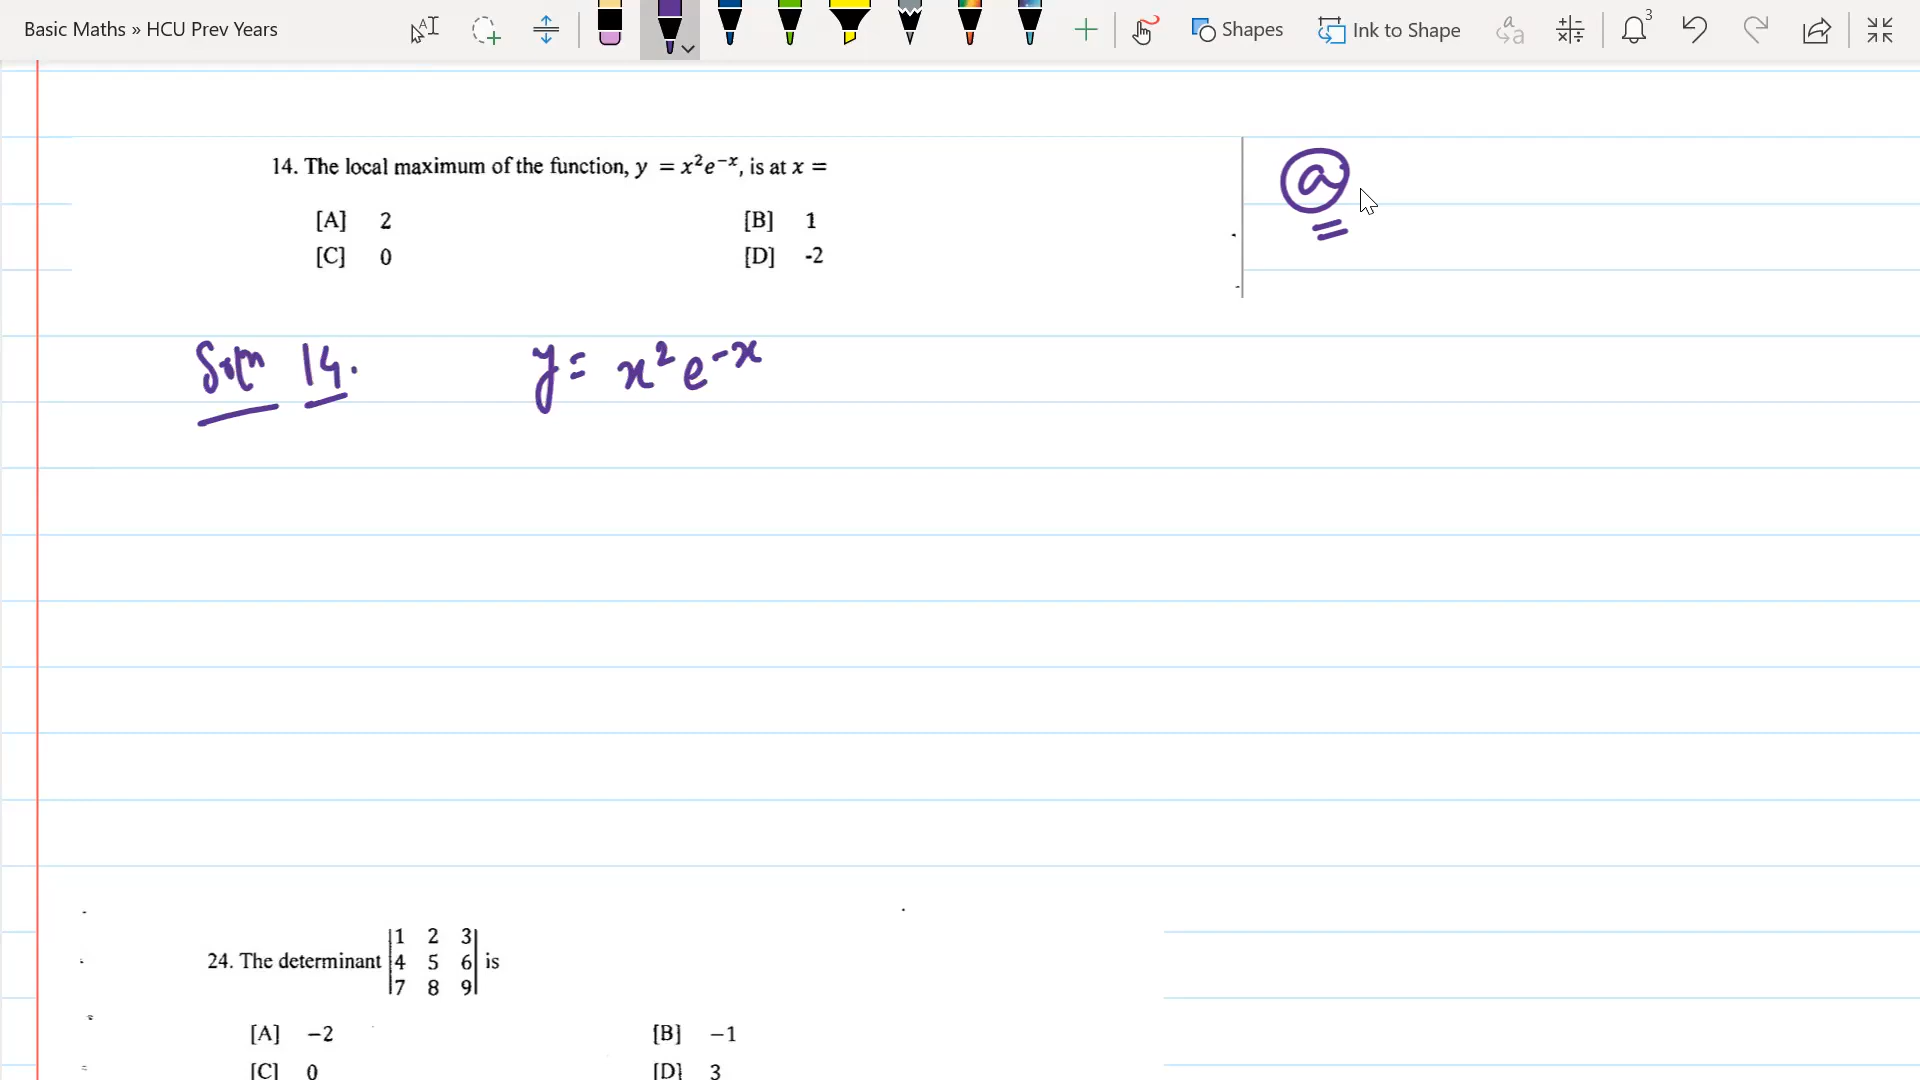 Basic Maths » HCU Prev Years
Shapes
Ink to Shape
3
14. The local maximum of the function, y = x²e⁻ˣ, is at x =
[A] 2 [B] 1
[C] 0 [D] -2
a
Soln 14. y = x² e⁻ˣ
24. The determinant |1 2 3| is
|4 5 6|
|7 8 9|
[A] −2 [B] −1
[C] 0 [D] 3